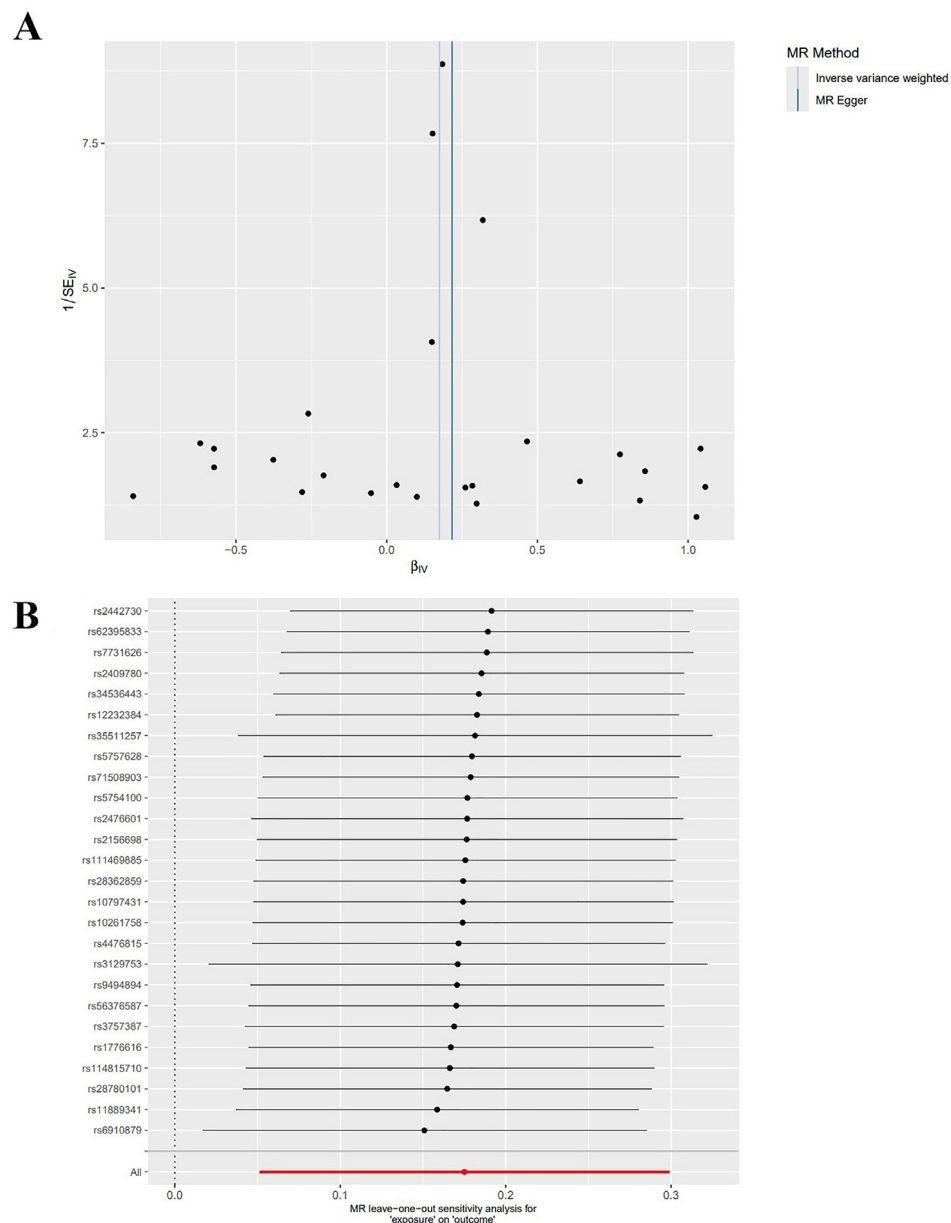 A
MR Method
Inverse variance weighted
MR Egger
7.5
5.0
2.5
1/SEIV
−0.5
0.0
0.5
1.0
βIV
B
rs2442730
rs62395833
rs7731626
rs2409780
rs34536443
rs12232384
rs35511257
rs5757628
rs71508903
rs5754100
rs2476601
rs2156698
rs111469885
rs28362859
rs10797431
rs10261758
rs4476815
rs3129753
rs9494894
rs56376587
rs3757387
rs1776616
rs114815710
rs28780101
rs11889341
rs6910879
All
0.0
0.1
0.2
0.3
MR leave−one−out sensitivity analysis for
'exposure' on 'outcome'